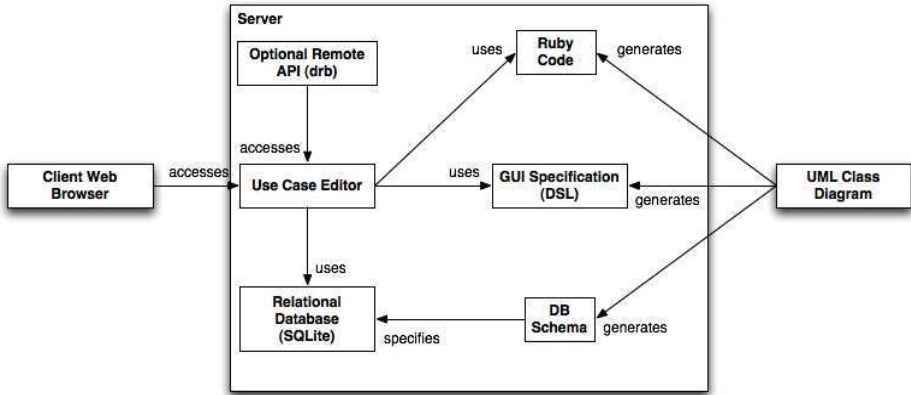 Server
Optional Remote
API (drb)
uses
Ruby
Code
generates
accesses
Client Web
Browser
accesses
Use Case Editor
uses
GUI Specification
(DSL)
generates
UML Class
Diagram
uses
Relational
Database
(SQLite)
specifies
DB
Schema
generates